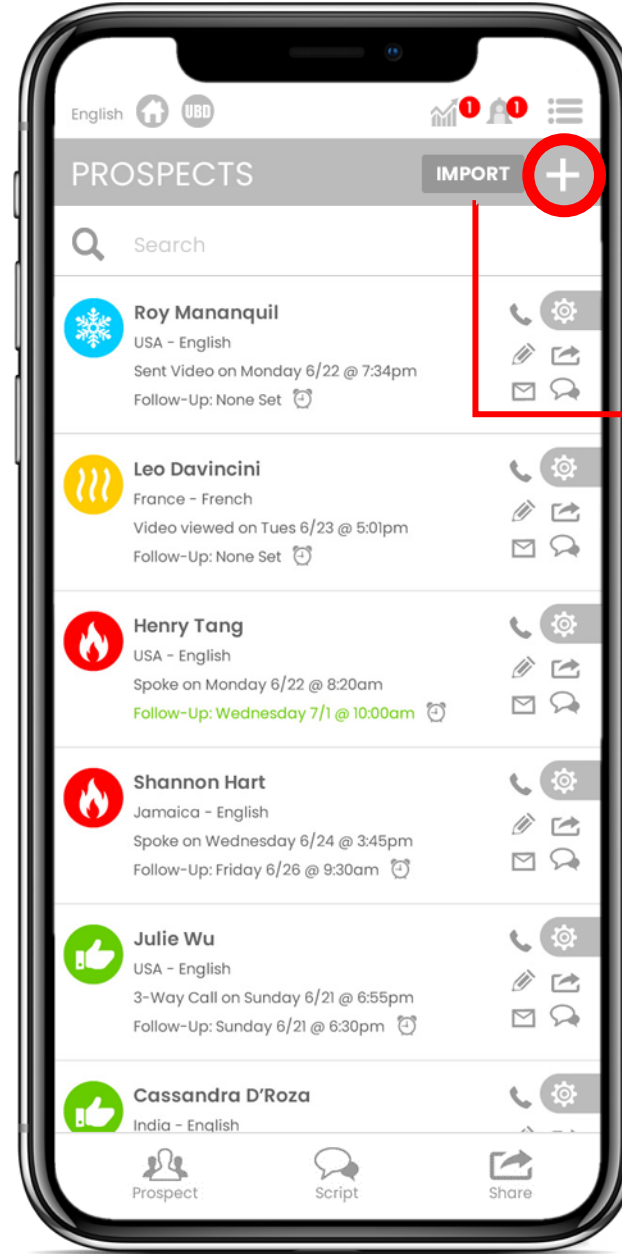 English UBD 1 1
PROSPECTS IMPORT
Search
Roy Mananquil
USA - English
Sent Video on Monday 6/22 @ 7:34pm
Follow-Up: None Set
Leo Davincini
France - French
Video viewed on Tues 6/23 @ 5:01pm
Follow-Up: None Set
Henry Tang
USA - English
Spoke on Monday 6/22 @ 8:20am
Follow-Up: Wednesday 7/1 @ 10:00am
Shannon Hart
Jamaica - English
Spoke on Wednesday 6/24 @ 3:45pm
Follow-Up: Friday 6/26 @ 9:30am
Julie Wu
USA - English
3-Way Call on Sunday 6/21 @ 6:55pm
Follow-Up: Sunday 6/21 @ 6:30pm
Cassandra D'Roza
India - English
Prospect Script Share